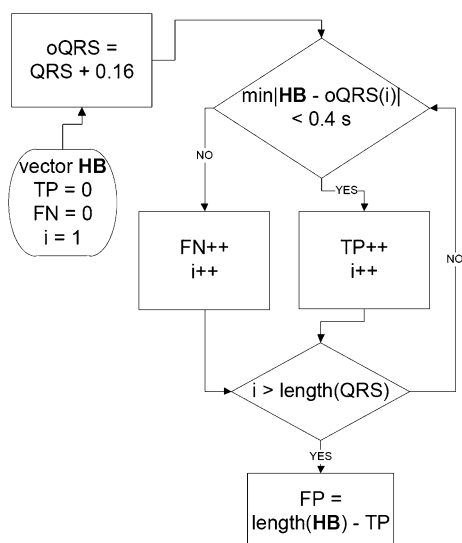 oQRS =
QRS + 0.16
vector HB
TP = 0
FN = 0
i = 1
min|HB - oQRS(i)|
< 0.4 s
NO
YES
FN++
i++
TP++
i++
NO
i > length(QRS)
YES
FP =
length(HB) - TP